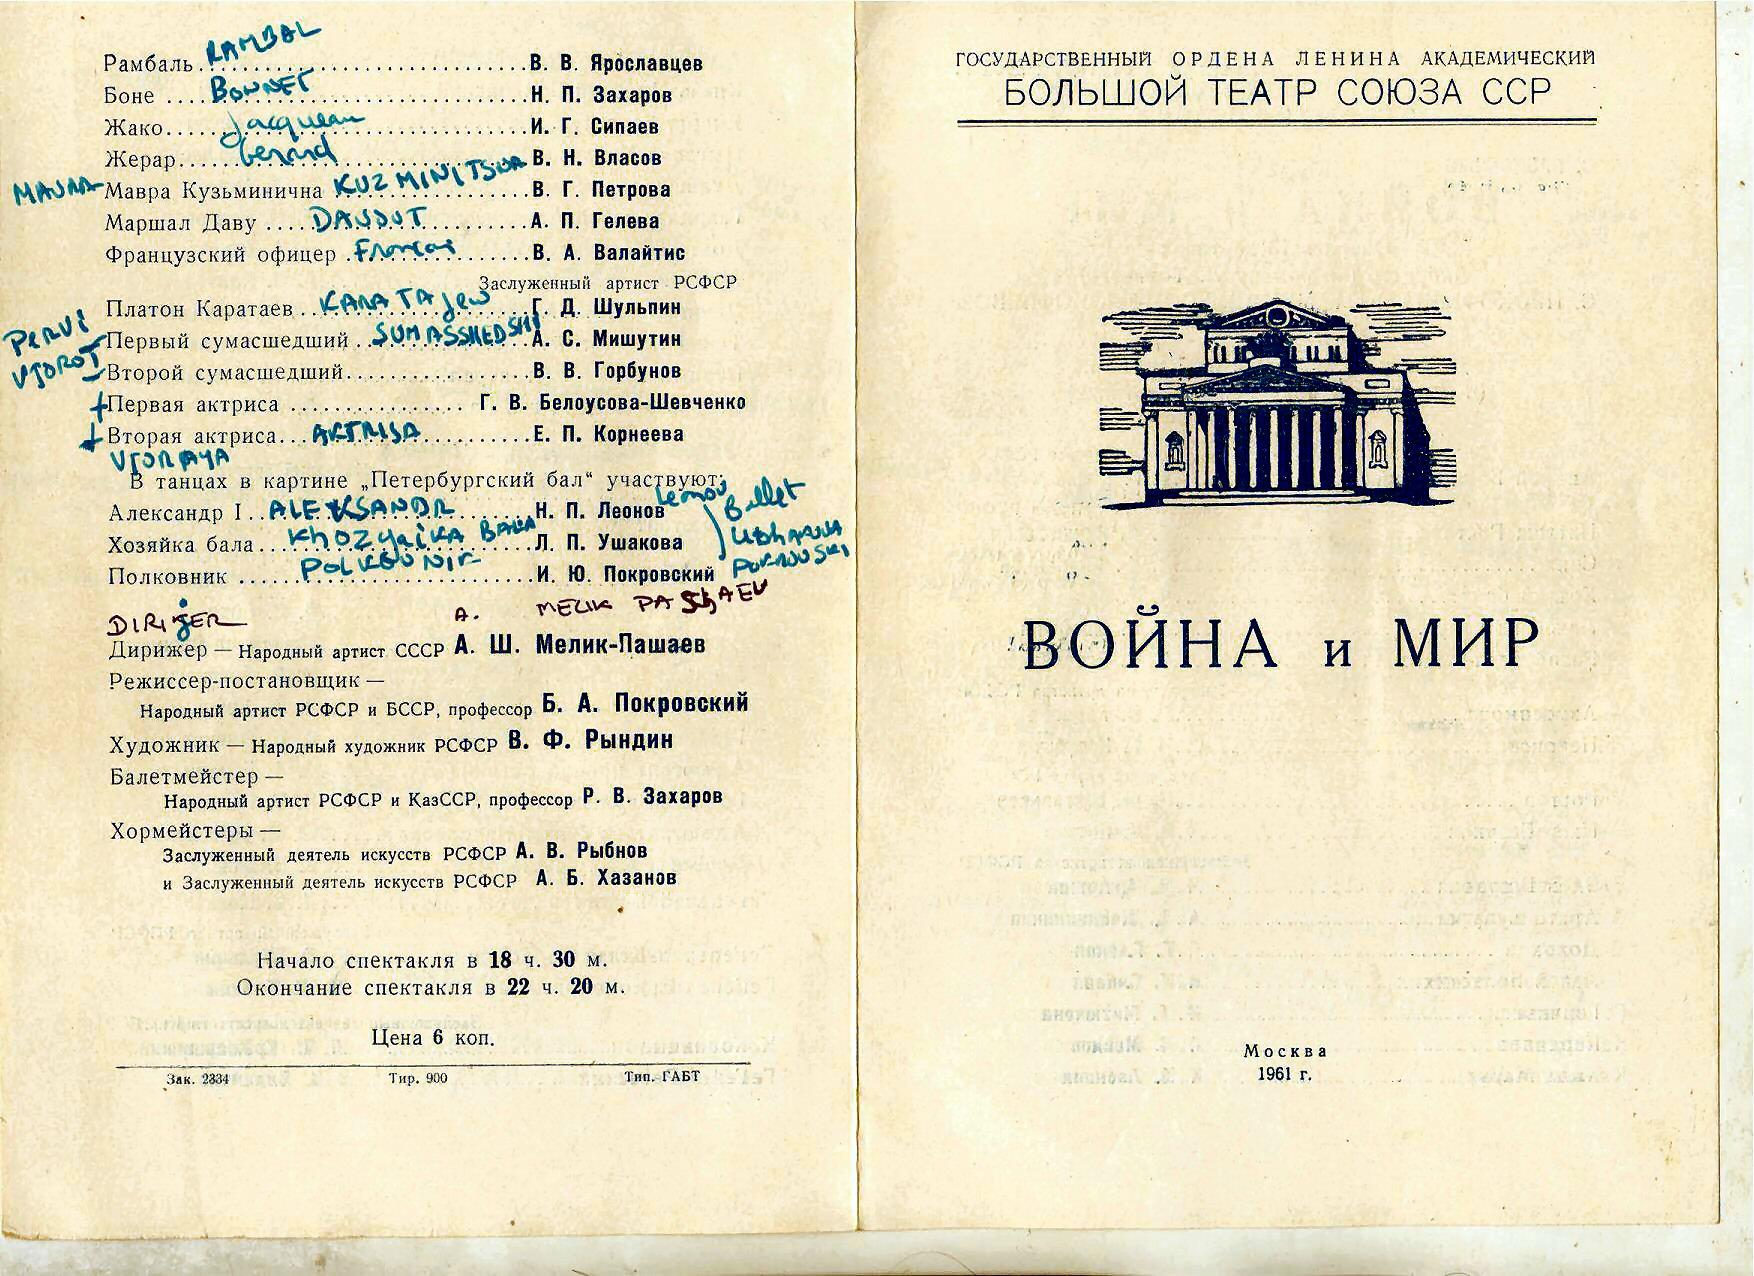 RAMBAL
Рамбаль ........ В. В. Ярославцев
BONNET
Боне ........ Н. П. Захаров
Жако ........ И. Г. Сипаев
Жерар ........ В. Н. Власов
Мавра Кузьминична KUZMINITSNA ........ В. Г. Петрова
Маршал Даву ..... DAVOUT ........ А. П. Гелева
Французский офицер ........ В. А. Валайтис
Заслуженный артист РСФСР
Платон Каратаев .. KARATAJEW ........ Г. Д. Шульпин
PERVI
Первый сумасшедший .. SUMASSHEDSHI .. А. С. Мишутин
VTOROI
Второй сумасшедший ........ В. В. Горбунов
Первая актриса ........ Г. В. Белоусова-Шевченко
Вторая актриса ... AKTRISA ........ Е. П. Корнеева
VTORAYA
В танцах в картине „Петербургский бал“ участвуют:
Александр I .. ALEKSANDR ........ Н. П. Леонов Leonov Ballet
Хозяйка бала ... KHOZYAIKA BALA ........ Л. П. Ушакова
Полковник ...... POLKOVNIK ........ И. Ю. Покровский POKROVSKI
DIRIJER A. MELIK PASCHAEV
Дирижер — Народный артист СССР А. Ш. Мелик-Пашаев
Режиссер-постановщик —
Народный артист РСФСР и БССР, профессор Б. А. Покровский
Художник — Народный художник РСФСР В. Ф. Рындин
Балетмейстер —
Народный артист РСФСР и КазССР, профессор Р. В. Захаров
Хормейстеры —
Заслуженный деятель искусств РСФСР А. В. Рыбнов
и Заслуженный деятель искусств РСФСР А. Б. Хазанов
Начало спектакля в 18 ч. 30 м.
Окончание спектакля в 22 ч. 20 м.
Цена 6 коп.
Зак. 2334 Тир. 900 Тип. ГАБТ
ГОСУДАРСТВЕННЫЙ ОРДЕНА ЛЕНИНА АКАДЕМИЧЕСКИЙ
БОЛЬШОЙ ТЕАТР СОЮЗА ССР
ВОЙНА и МИР
Москва
1961 г.